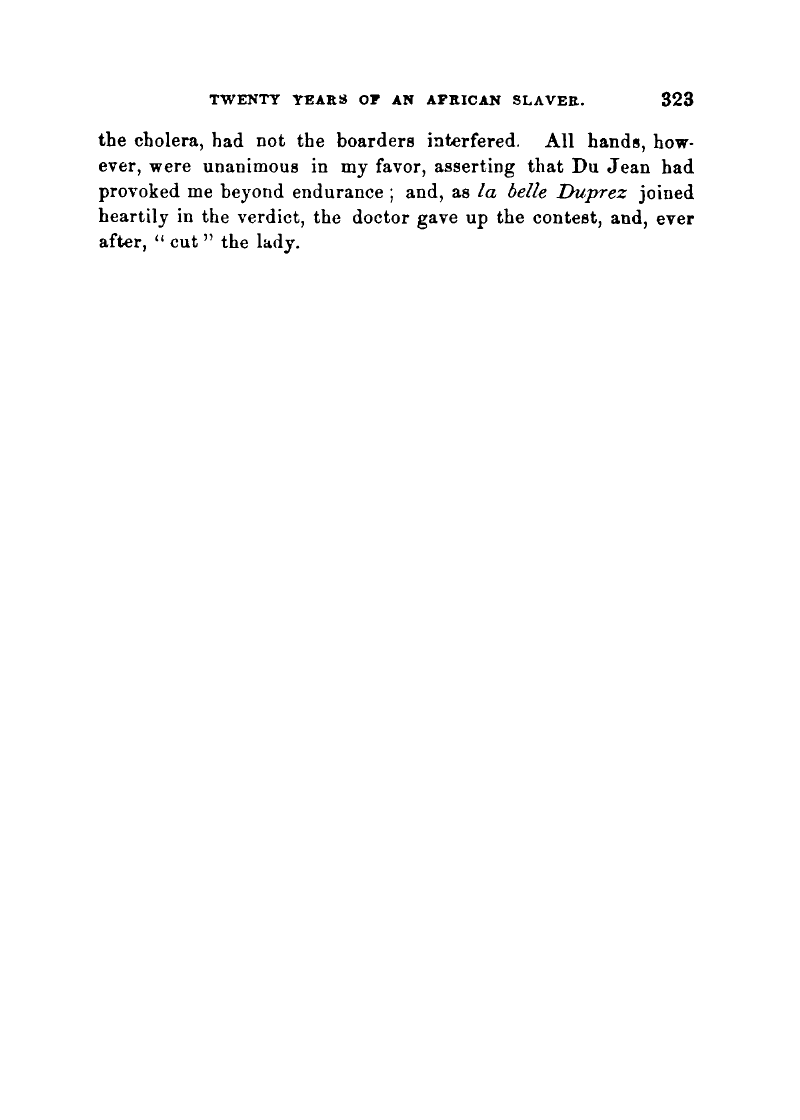 TWENTY YEARS OF AN AFRICAN SLAVER. 323
the cholera, had not the boarders interfered. All hands, how-
ever, were unanimous in my favor, asserting that Du Jean had
provoked me beyond endurance ; and, as la belle Duprez joined
heartily in the verdict, the doctor gave up the contest, and, ever
after, “ cut ” the lady.